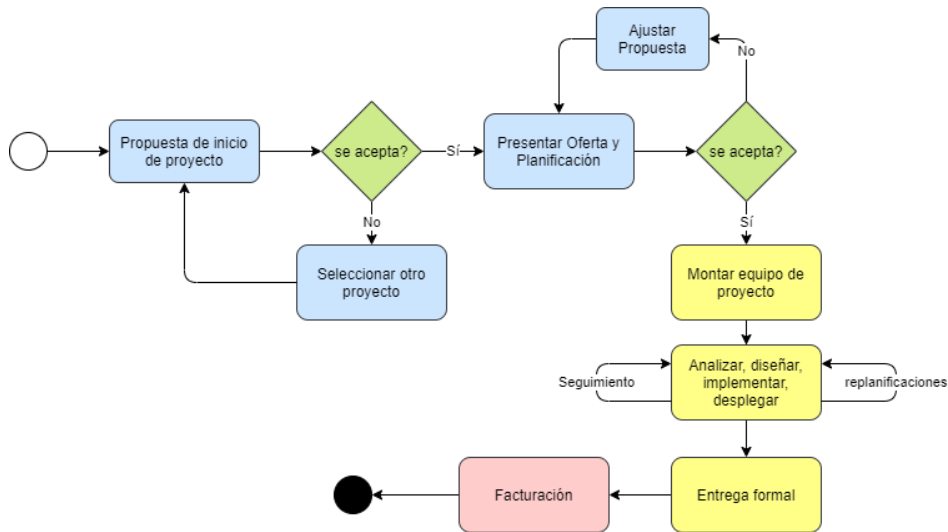 Ajustar
Propuesta
No
Propuesta de inicio
de proyecto
se acepta?
Sí
Presentar Oferta y
Planificación
se acepta?
No
Sí
Seleccionar otro
proyecto
Montar equipo de
proyecto
Analizar, diseñar,
implementar,
desplegar
Seguimiento
replanificaciones
Facturación
Entrega formal